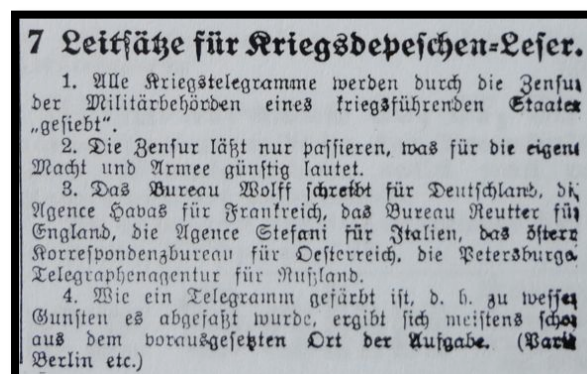 7 Leitsätze für Kriegsdepeschen-Leser.
1. Alle Kriegstelegramme werden durch die Zensur
der Militärbehörden eines kriegsführenden Staates
„gesiebt“.
2. Die Zensur läßt nur passieren, was für die eigene
Macht und Armee günstig lautet.
3. Das Bureau Wolff schreibt für Deutschland, die
Agence Havas für Frankreich, das Bureau Reutter für
England, die Agence Stefani für Italien, das östern
Korrespondenzbureau für Oesterreich, die Petersburge
Telegraphenagentur für Rußland.
4. Wie ein Telegramm gefärbt ist, d. h. zu wessen
Gunsten es abgefaßt wurde, ergibt sich meistens schon
aus dem vorausgesetzten Ort der Aufgabe. (Paris
Berlin etc.)